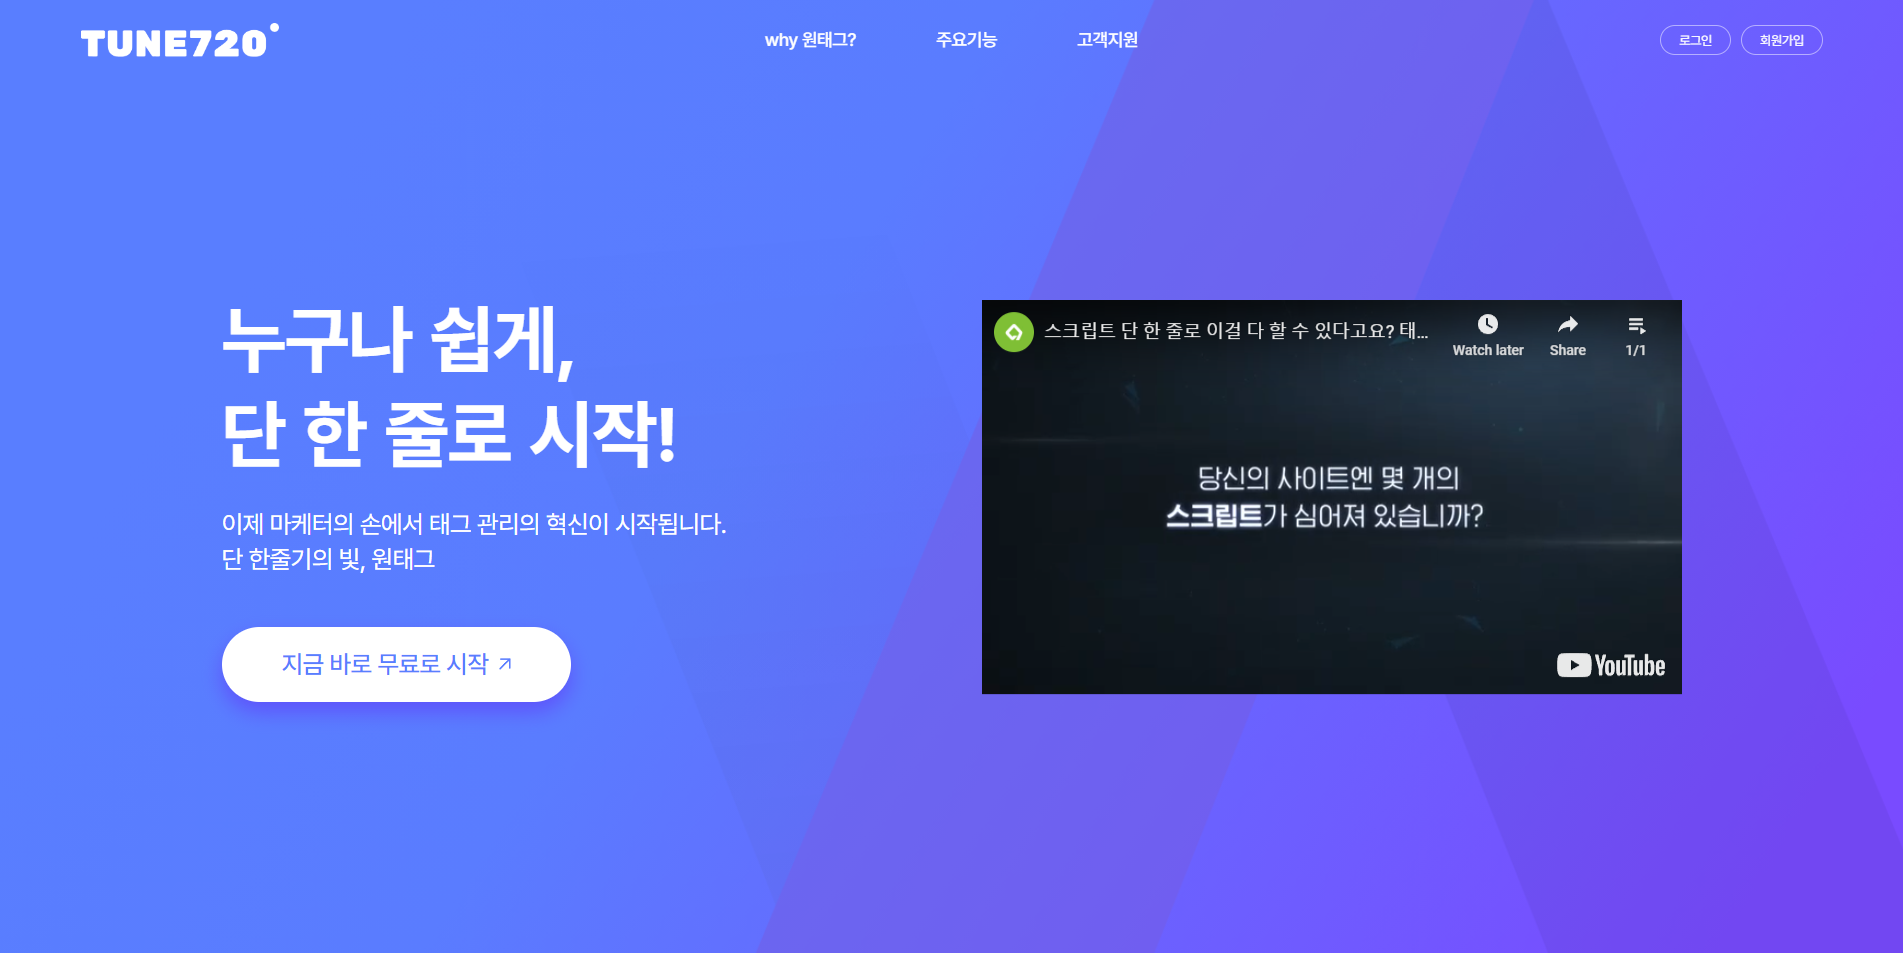 TUNE720
why 원태그?
주요기능
고객지원
로그인
회원가입
누구나 쉽게,
단 한 줄로 시작!
이제 마케터의 손에서 태그 관리의 혁신이 시작됩니다.
단 한줄기의 빛, 원태그
지금 바로 무료로 시작
스크립트 단 한 줄로 이걸 다 할 수 있다고요? 태...
Watch later
Share
1/1
당신의 사이트엔 몇 개의
스크립트가 심어져 있습니까?
YouTube